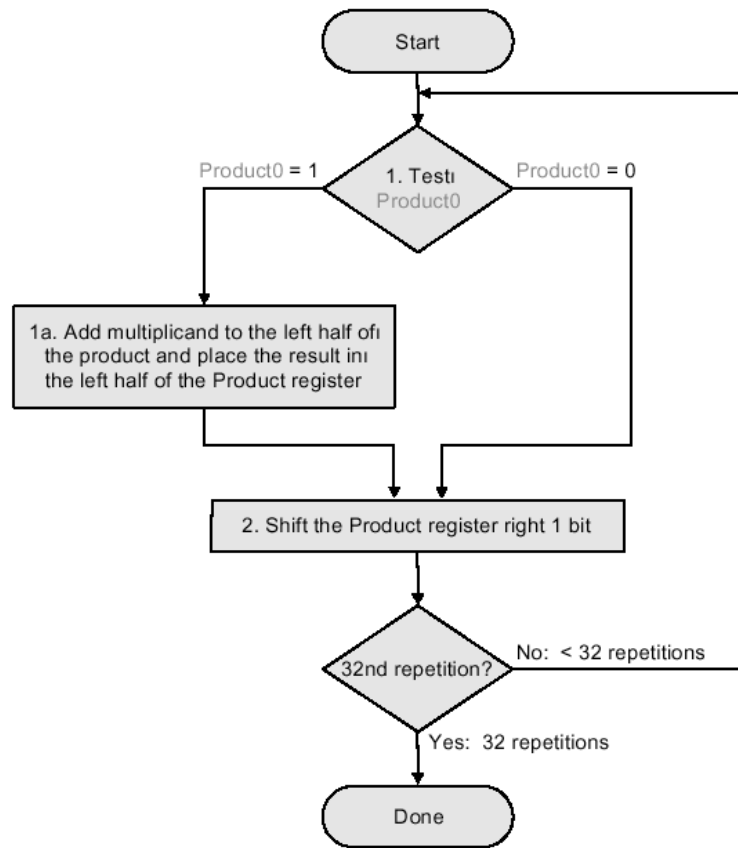 Start
Product0 = 1
Product0 = 0
1. Testı
Product0
1a. Add multiplicand to the left half ofı
the product and place the result inı
the left half of the Product register
2. Shift the Product register right 1 bit
32nd repetition?
No:  < 32 repetitions
Yes:  32 repetitions
Done